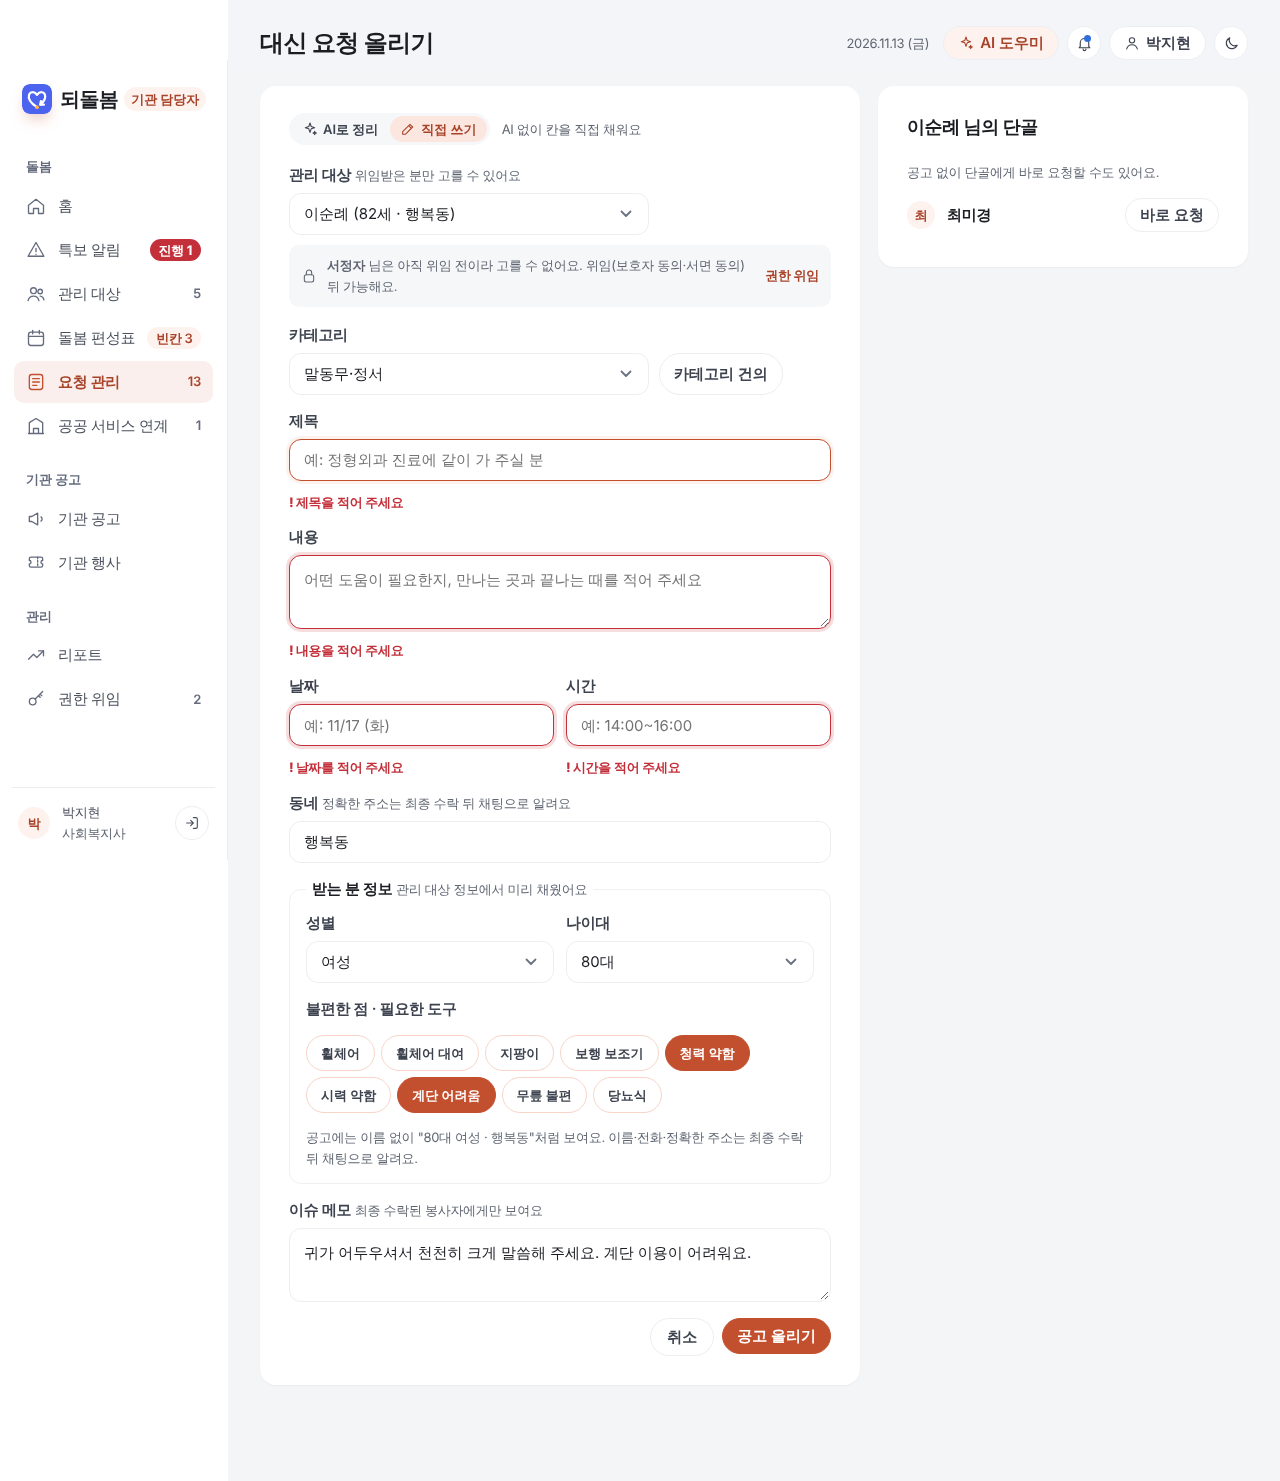 대신 요청 올리기
2026.11.13 (금)
AI 도우미
박지현
되돌봄 기관 담당자
돌봄
홈
특보 알림 진행 1
관리 대상 5
돌봄 편성표 빈칸 3
요청 관리 13
공공 서비스 연계 1
기관 공고
기관 공고
기관 행사
관리
리포트
권한 위임 2
박
박지현
사회복지사
AI로 정리 직접 쓰기 AI 없이 칸을 직접 채워요
관리 대상 위임받은 분만 고를 수 있어요
이순례 (82세 · 행복동)
서정자 님은 아직 위임 전이라 고를 수 없어요. 위임(보호자 동의·서면 동의)
뒤 가능해요.
권한 위임
카테고리
말동무·정서
카테고리 건의
제목
예: 정형외과 진료에 같이 가 주실 분
! 제목을 적어 주세요
내용
어떤 도움이 필요한지, 만나는 곳과 끝나는 때를 적어 주세요
! 내용을 적어 주세요
날짜 시간
예: 11/17 (화) 예: 14:00~16:00
! 날짜를 적어 주세요 ! 시간을 적어 주세요
동네 정확한 주소는 최종 수락 뒤 채팅으로 알려요
행복동
받는 분 정보 관리 대상 정보에서 미리 채웠어요
성별 나이대
여성 80대
불편한 점 · 필요한 도구
휠체어 휠체어 대여 지팡이 보행 보조기 청력 약함
시력 약함 계단 어려움 무릎 불편 당뇨식
공고에는 이름 없이 "80대 여성 · 행복동"처럼 보여요. 이름·전화·정확한 주소는 최종 수락
뒤 채팅으로 알려요.
이슈 메모 최종 수락된 봉사자에게만 보여요
귀가 어두우셔서 천천히 크게 말씀해 주세요. 계단 이용이 어려워요.
취소 공고 올리기
이순례 님의 단골
공고 없이 단골에게 바로 요청할 수도 있어요.
최 최미경 바로 요청